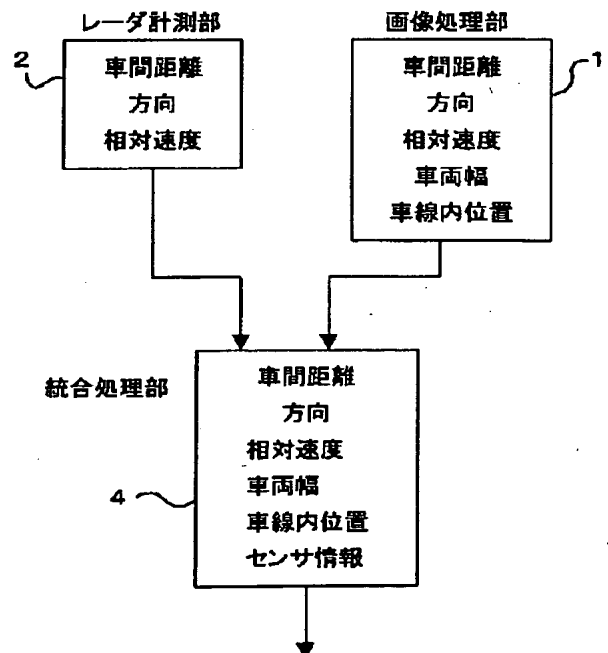 レーダ計測部
2
車間距離
方向
相対速度
画像処理部
1
車間距離
方向
相対速度
車両幅
車線内位置
統合処理部
4
車間距離
方向
相対速度
車両幅
車線内位置
センサ情報